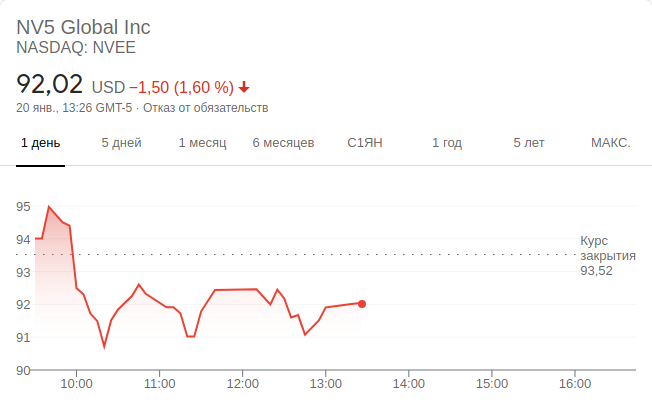 NV5 Global Inc
NASDAQ: NVEE
92,02 USD −1,50 (1,60 %)
20 янв., 13:26 GMT-5 · Отказ от обязательств
1 день 5 дней 1 месяц 6 месяцев С1ЯН 1 год 5 лет МАКС.
95
94
Курс
закрытия
93,52
93
92
91
90
10:00 11:00 12:00 13:00 14:00 15:00 16:00